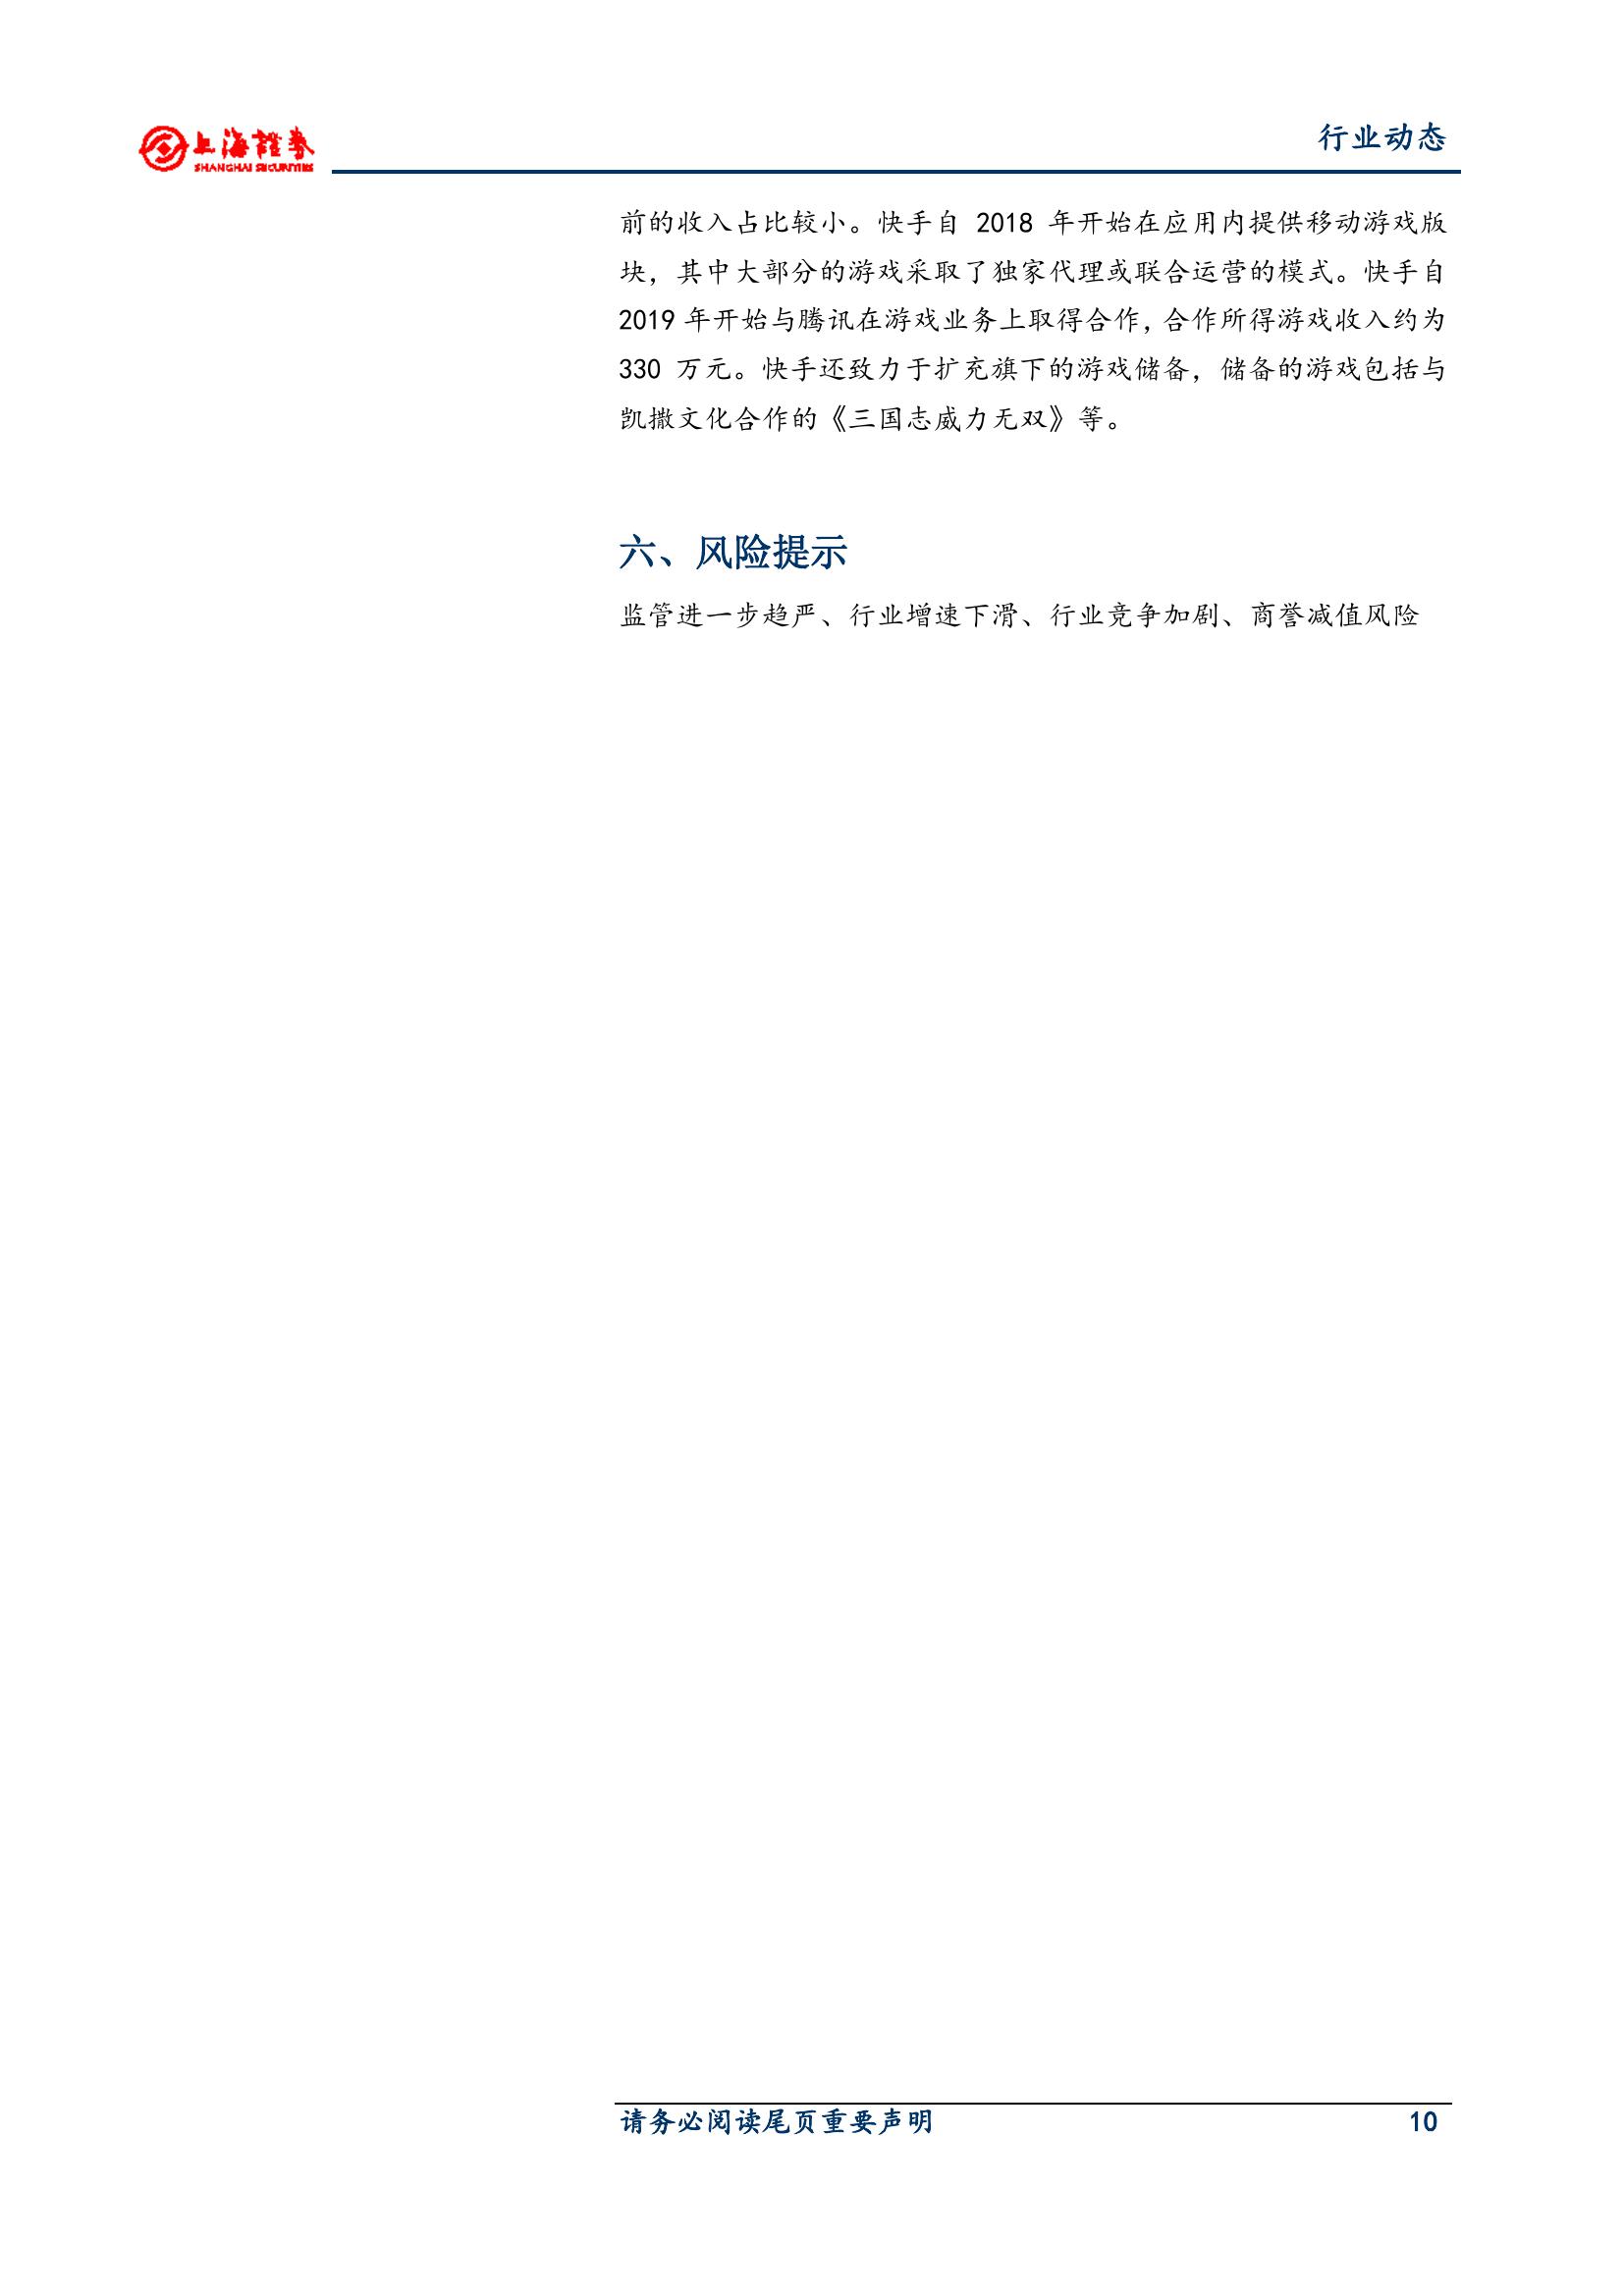 上海證券
SHANGHAI SECURITIES
行业动态
前的收入占比较小。快手自 2018 年开始在应用内提供移动游戏版
块，其中大部分的游戏采取了独家代理或联合运营的模式。快手自
2019 年开始与腾讯在游戏业务上取得合作，合作所得游戏收入约为
330 万元。快手还致力于扩充旗下的游戏储备，储备的游戏包括与
凯撒文化合作的《三国志威力无双》等。
六、风险提示
监管进一步趋严、行业增速下滑、行业竞争加剧、商誉减值风险
请务必阅读尾页重要声明 10